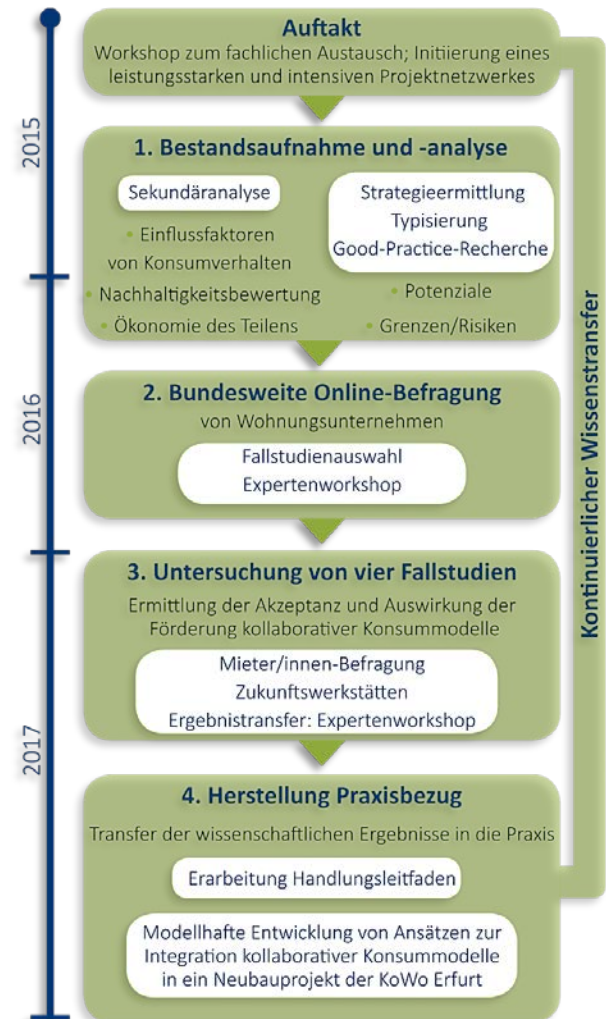 Auftakt
Workshop zum fachlichen Austausch; Initiierung eines
leistungsstarken und intensiven Projektnetzwerkes
2015
1. Bestandsaufnahme und -analyse
Sekundäranalyse
• Einflussfaktoren
von Konsumverhalten
• Nachhaltigkeitsbewertung
• Ökonomie des Teilens
Strategieermittlung
Typisierung
Good-Practice-Recherche
• Potenziale
• Grenzen/Risiken
2016
2. Bundesweite Online-Befragung
von Wohnungsunternehmen
Fallstudienauswahl
Expertenworkshop
3. Untersuchung von vier Fallstudien
Ermittlung der Akzeptanz und Auswirkung der
Förderung kollaborativer Konsummodelle
Mieter/innen-Befragung
Zukunftswerkstätten
Ergebnistransfer: Expertenworkshop
2017
4. Herstellung Praxisbezug
Transfer der wissenschaftlichen Ergebnisse in die Praxis
Erarbeitung Handlungsleitfaden
Modellhafte Entwicklung von Ansätzen zur
Integration kollaborativer Konsummodelle
in ein Neubauprojekt der KoWo Erfurt
Kontinuierlicher Wissenstransfer